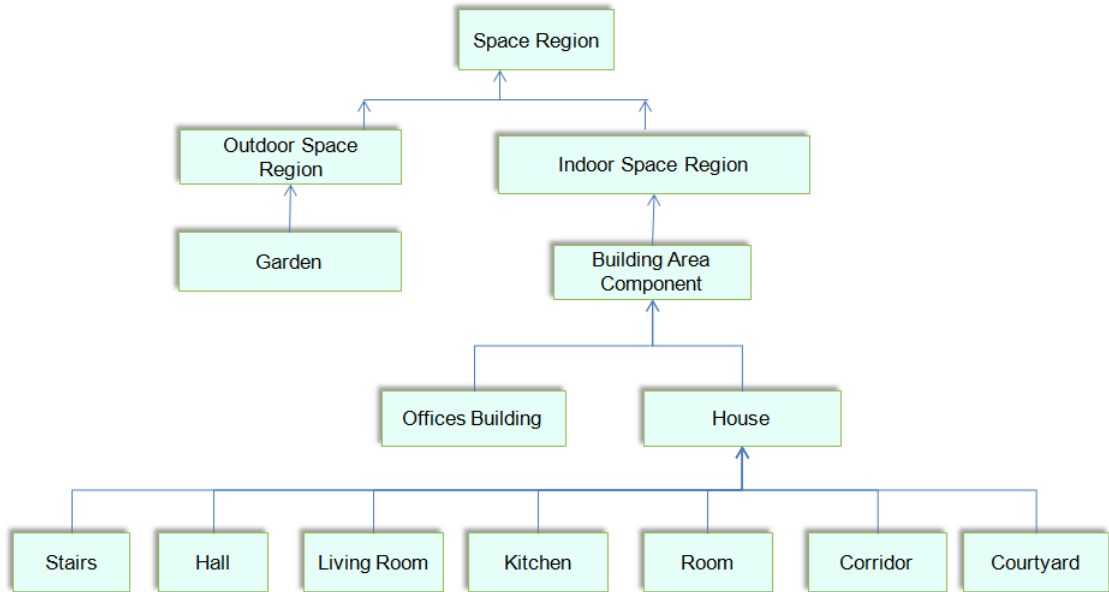 Space Region
Outdoor Space
Region
Indoor Space Region
Garden
Building Area
Component
Offices Building
House
Stairs
Hall
Living Room
Kitchen
Room
Corridor
Courtyard